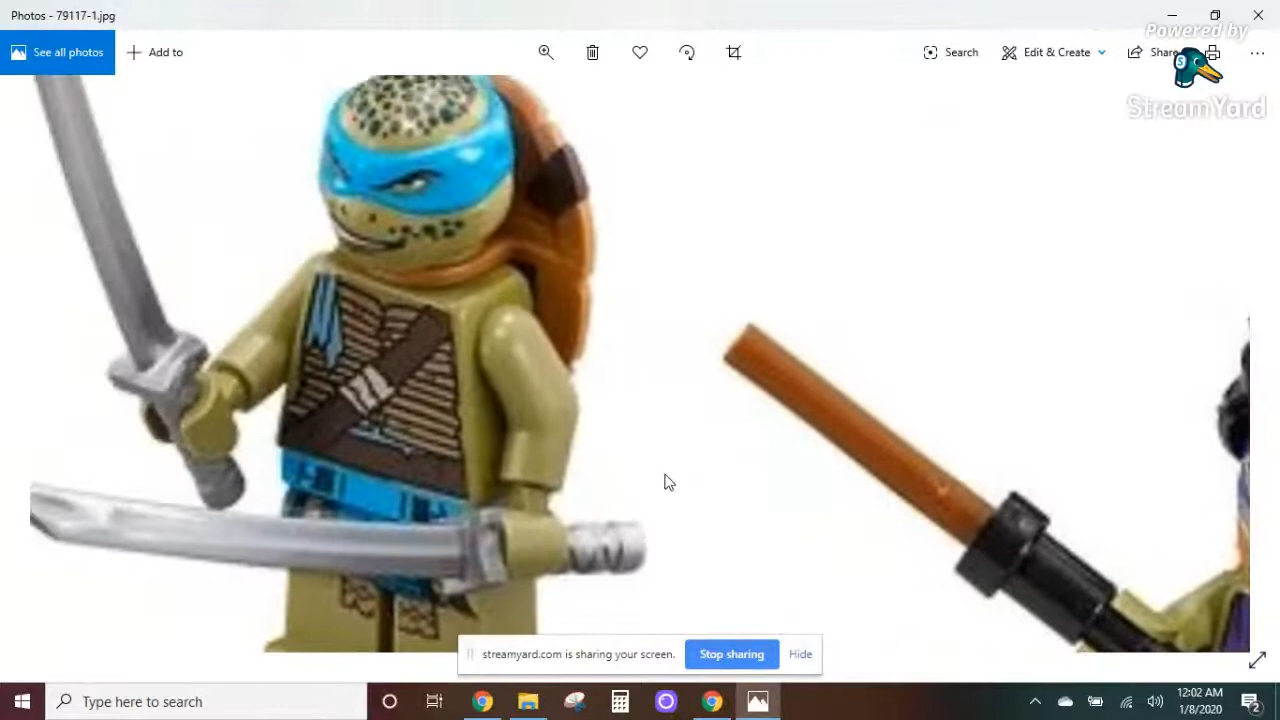 Photos - 79117-1.jpg
Powered by
See all photos
Add to
Search
Edit & Create
Share
StreamYard
streamyard.com is sharing your screen.
Stop sharing
Hide
Type here to search
12:02 AM
1/8/2020
2